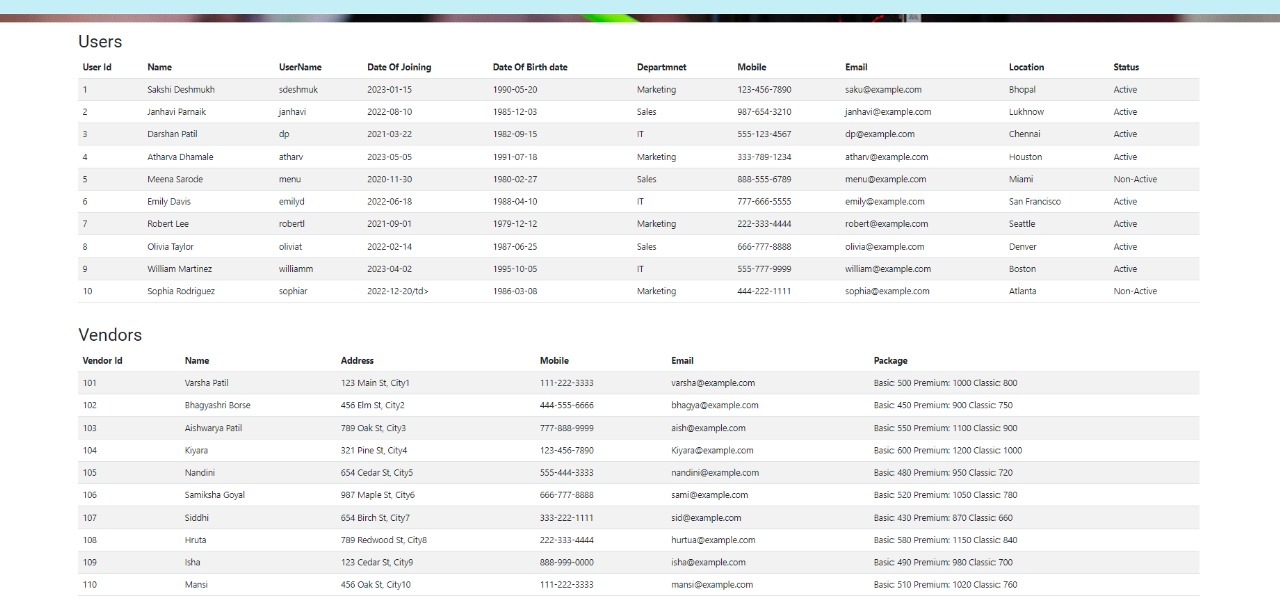 Users
User Id Name UserName Date Of Joining Date Of Birth date Departmnet Mobile Email Location Status
1 Sakshi Deshmukh sdeshmuk 2023-01-15 1990-05-20 Marketing 123-456-7890 saku@example.com Bhopal Active
2 Janhavi Parnaik janhavi 2022-08-10 1985-12-03 Sales 987-654-3210 janhavi@example.com Lukhnow Active
3 Darshan Patil dp 2021-03-22 1982-09-15 IT 555-123-4567 dp@example.com Chennai Active
4 Atharva Dhamale atharv 2023-05-05 1991-07-18 Marketing 333-789-1234 atharv@example.com Houston Active
5 Meena Sarode menu 2020-11-30 1980-02-27 Sales 888-555-6789 menu@example.com Miami Non-Active
6 Emily Davis emilyd 2022-06-18 1988-04-10 IT 777-666-5555 emily@example.com San Francisco Active
7 Robert Lee robertl 2021-09-01 1979-12-12 Marketing 222-333-4444 robert@example.com Seattle Active
8 Olivia Taylor oliviat 2022-02-14 1987-06-25 Sales 666-777-8888 olivia@example.com Denver Active
9 William Martinez williamm 2023-04-02 1995-10-05 IT 555-777-9999 william@example.com Boston Active
10 Sophia Rodriguez sophiar 2022-12-20/td> 1986-03-08 Marketing 444-222-1111 sophia@example.com Atlanta Non-Active
Vendors
Vendor Id Name Address Mobile Email Package
101 Varsha Patil 123 Main St, City1 111-222-3333 varsha@example.com Basic: 500 Premium: 1000 Classic: 800
102 Bhagyashri Borse 456 Elm St, City2 444-555-6666 bhagya@example.com Basic: 450 Premium: 900 Classic: 750
103 Aishwarya Patil 789 Oak St, City3 777-888-9999 aish@example.com Basic: 550 Premium: 1100 Classic: 900
104 Kiyara 321 Pine St, City4 123-456-7890 Kiyara@example.com Basic: 600 Premium: 1200 Classic: 1000
105 Nandini 654 Cedar St, City5 555-444-3333 nandini@example.com Basic: 480 Premium: 950 Classic: 720
106 Samiksha Goyal 987 Maple St, City6 666-777-8888 sami@example.com Basic: 520 Premium: 1050 Classic: 780
107 Siddhi 654 Birch St, City7 333-222-1111 sid@example.com Basic: 430 Premium: 870 Classic: 660
108 Hruta 789 Redwood St, City8 222-333-4444 hurtua@example.com Basic: 580 Premium: 1150 Classic: 840
109 Isha 123 Cedar St, City9 888-999-0000 isha@example.com Basic: 490 Premium: 980 Classic: 700
110 Mansi 456 Oak St, City10 111-222-3333 mansi@example.com Basic: 510 Premium: 1020 Classic: 760